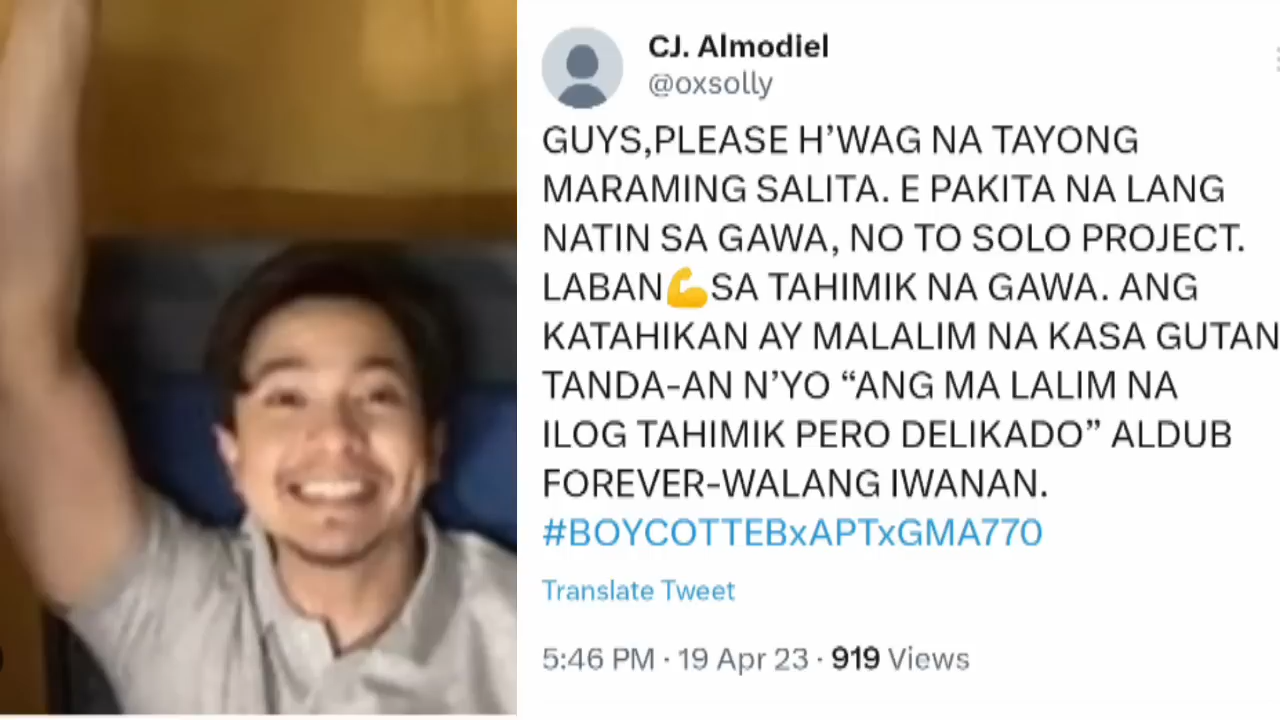 CJ. Almodiel
@oxsolly
GUYS,PLEASE H’WAG NA TAYONG
MARAMING SALITA. E PAKITA NA LANG
NATIN SA GAWA, NO TO SOLO PROJECT.
LABAN💪SA TAHIMIK NA GAWA. ANG
KATAHIKAN AY MALALIM NA KASA GUTAN
TANDA-AN N’YO “ANG MA LALIM NA
ILOG TAHIMIK PERO DELIKADO” ALDUB
FOREVER-WALANG IWANAN.
#BOYCOTTEBxAPTxGMA770
Translate Tweet
5:46 PM · 19 Apr 23 · 919 Views